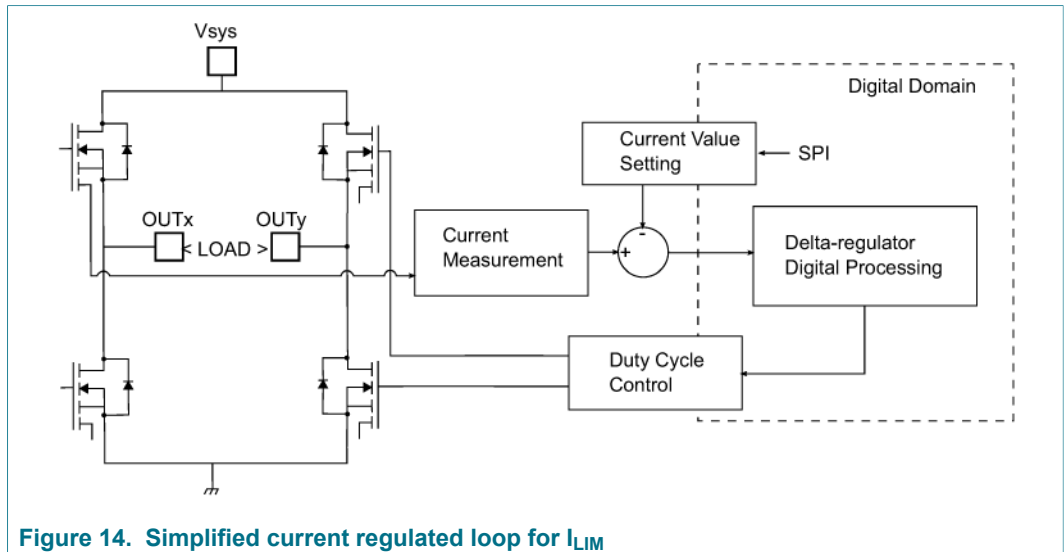 Vsys
Digital Domain
Current Value
Setting
SPI
OUTx
OUTy
< LOAD >
Current
Measurement
-
+
Delta-regulator
Digital Processing
Duty Cycle
Control
Figure 14. Simplified current regulated loop for ILIM